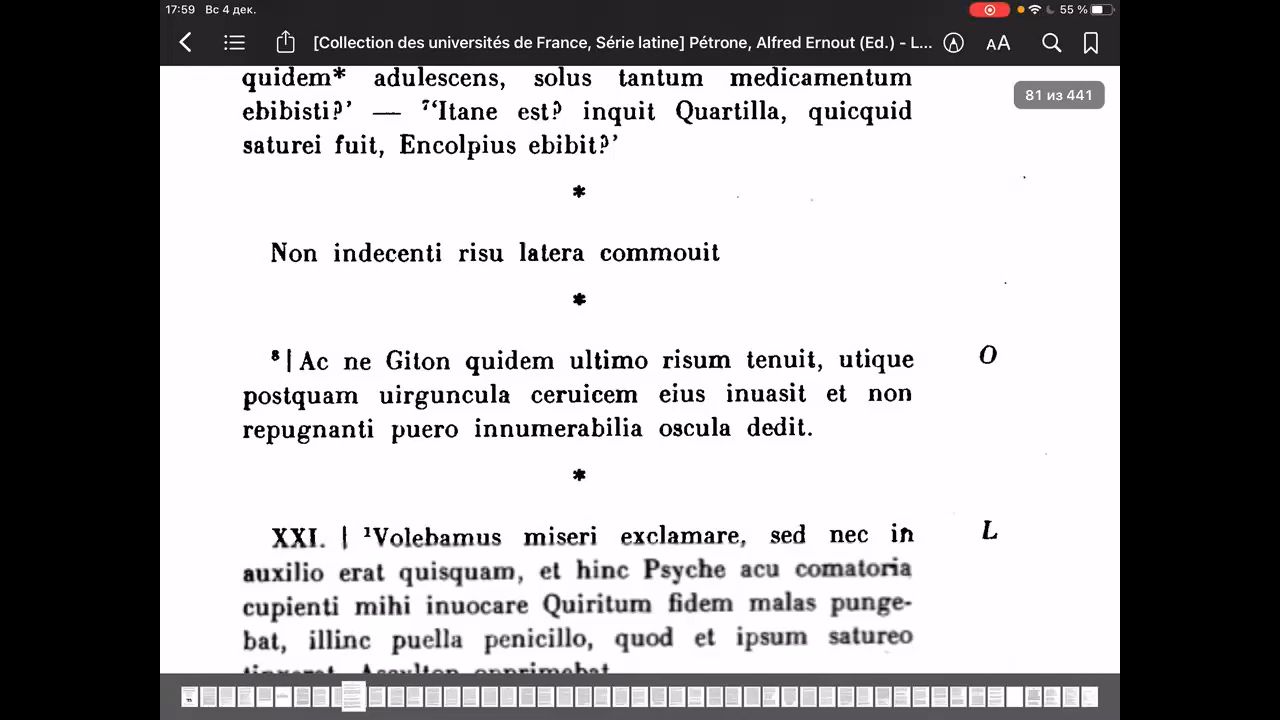 17:59 Вс 4 дек. 55 %
[Collection des universités de France, Série latine] Pétrone, Alfred Ernout (Ed.) - L... AA
81 из 441
quidem* adulescens, solus tantum medicamentum
ebibisti?’ — ⁷‘Itane est? inquit Quartilla, quicquid
saturei fuit, Encolpius ebibit?’
*
Non indecenti risu latera commouit
*
⁸| Ac ne Giton quidem ultimo risum tenuit, utique O
postquam uirguncula ceruicem eius inuasit et non
repugnanti puero innumerabilia oscula dedit.
*
XXI. | ¹Volebamus miseri exclamare, sed nec in L
auxilio erat quisquam, et hinc Psyche acu comatoria
cupienti mihi inuocare Quiritum fidem malas punge-
bat, illinc puella penicillo, quod et ipsum satureo
tinxerat, Ascylton opprimebat.